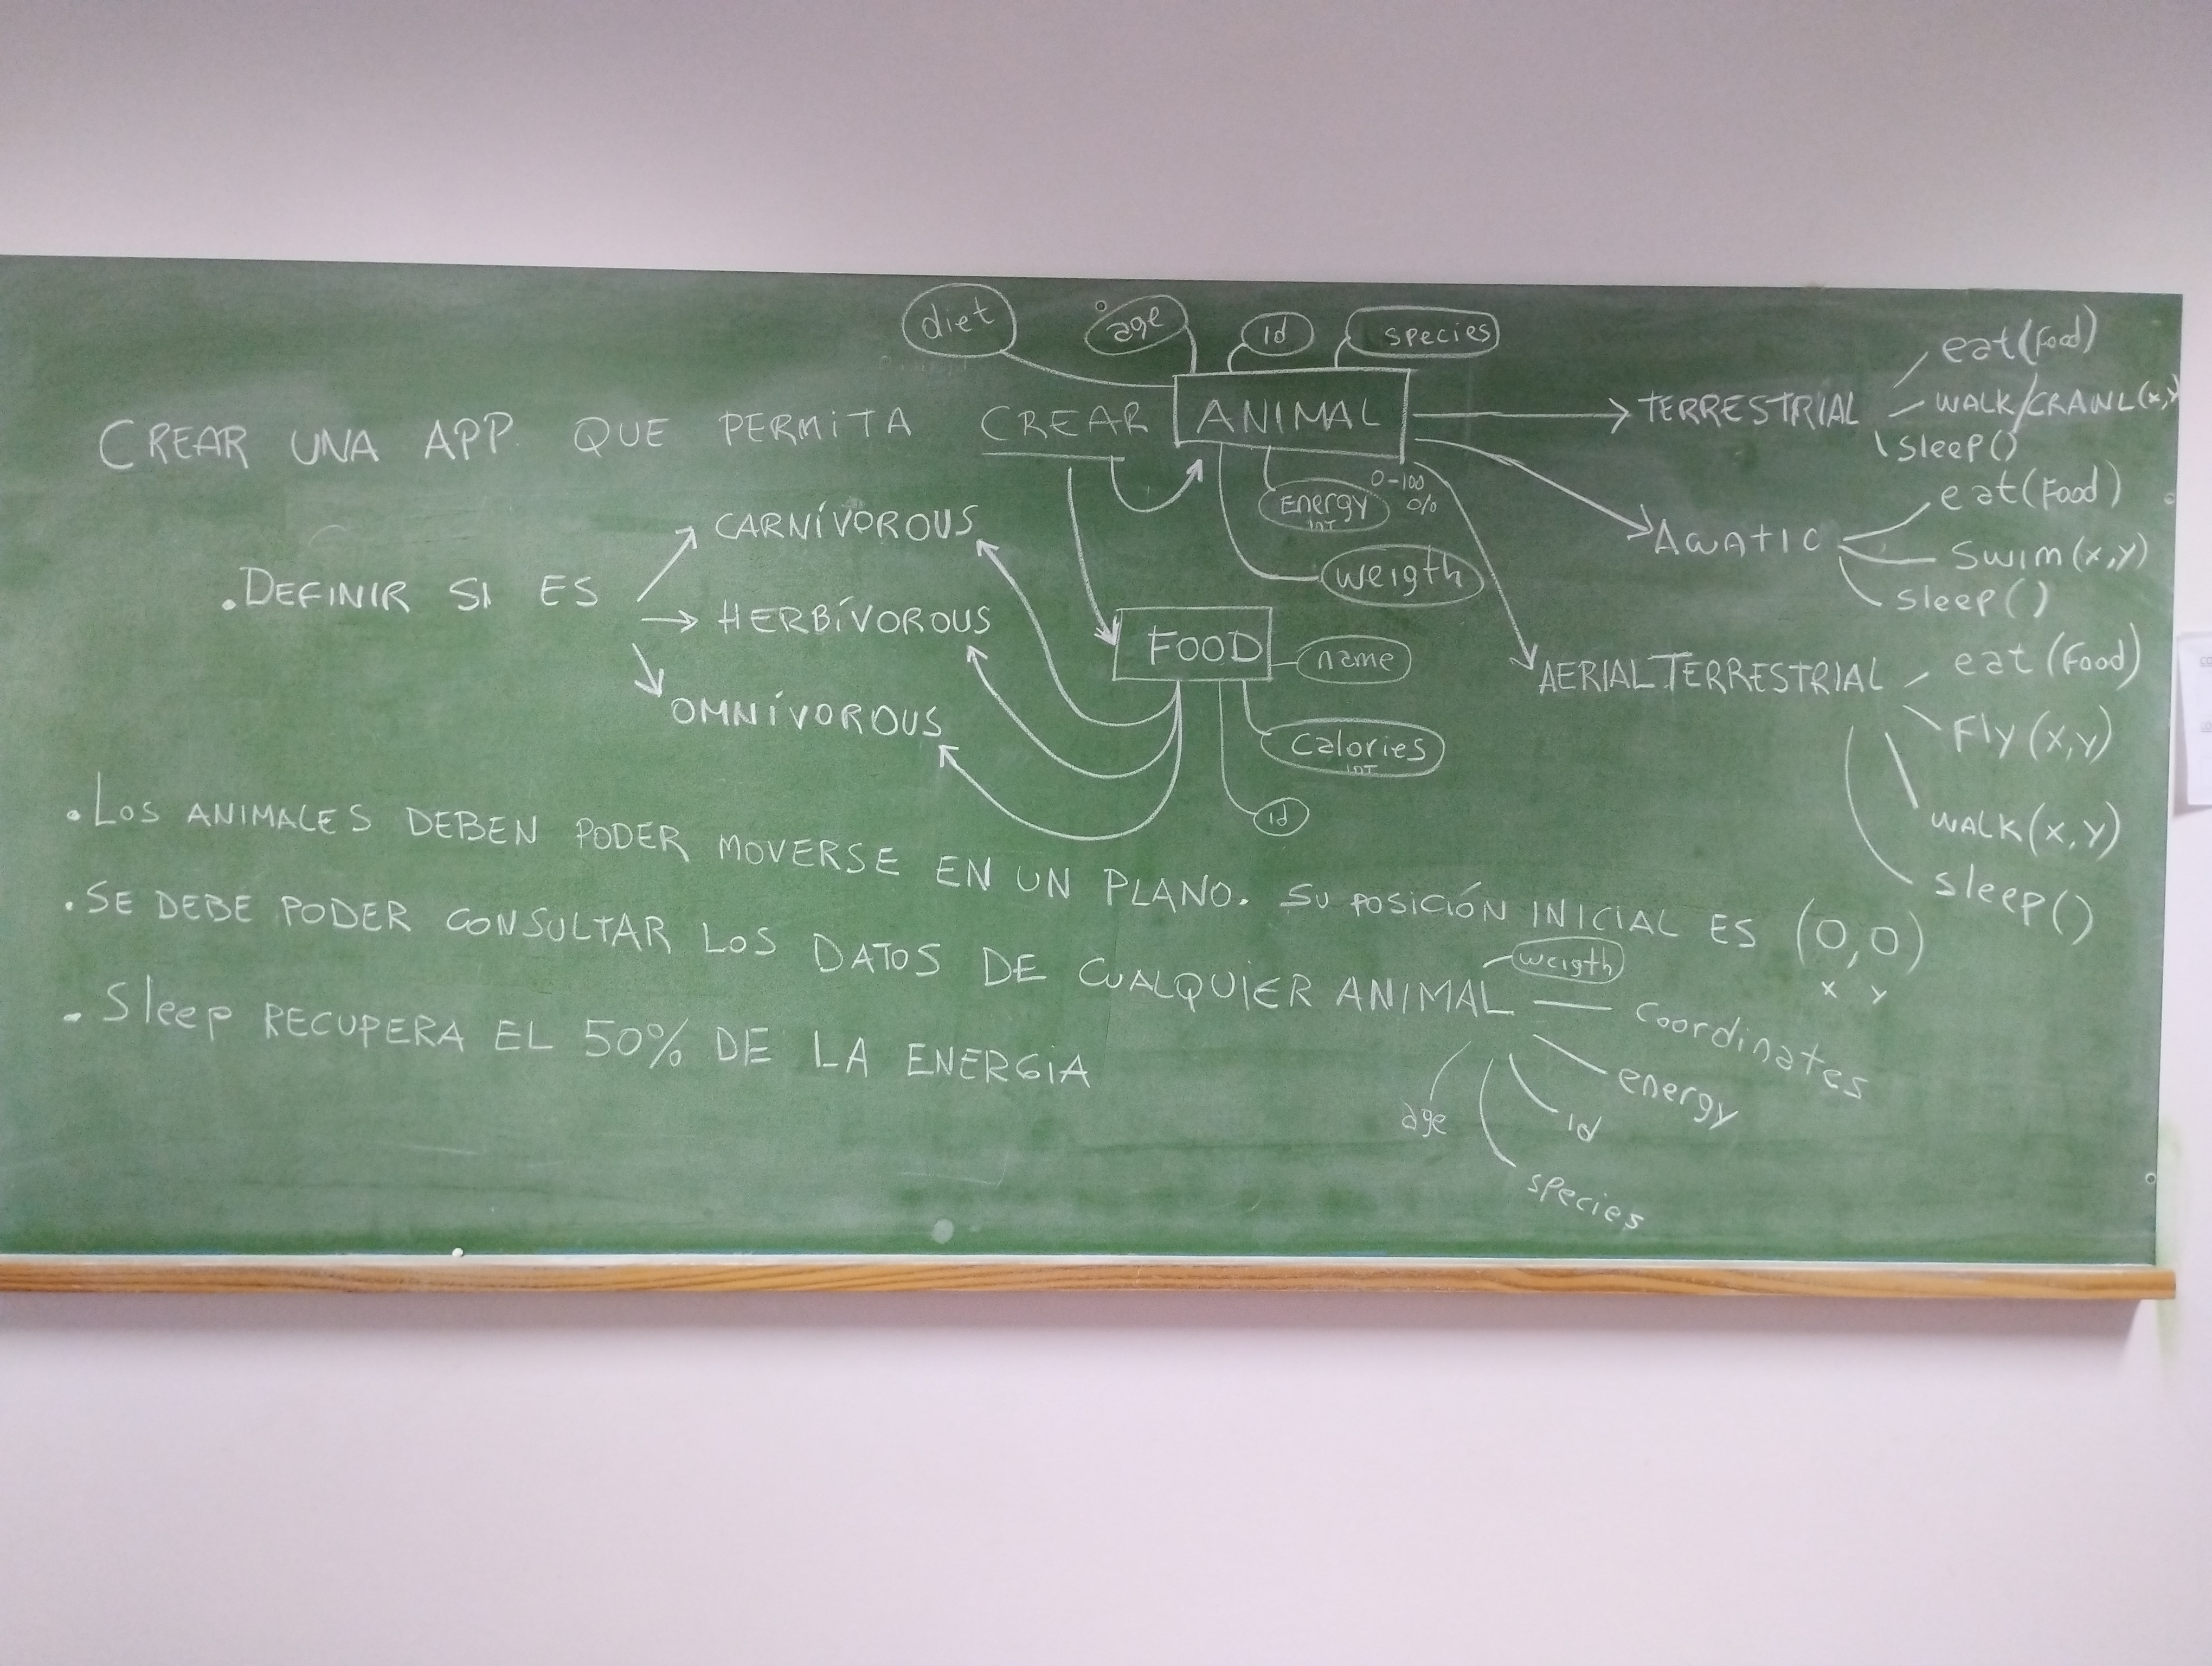 diet
age
id
species
CREAR UNA APP. QUE PERMITA CREAR ANIMAL
Energy
INT
0-100
%
weigth
TERRESTRIAL
eat(Food)
WALK/CRAWL(x,y
sleep()
AWATIC
eat(Food)
Swim(x,y)
sleep()
AERIALTERRESTRIAL
eat(Food)
Fly(x,y)
WALK(x,y)
sleep()
.DEFINIR SI ES
CARNÍVOROUS
HERBÍVOROUS
OMNÍVOROUS
FOOD
name
Calories
INT
id
.LOS ANIMALES DEBEN PODER MOVERSE EN UN PLANO. SU POSICIÓN INICIAL ES (0,0)
x y
.SE DEBE PODER CONSULTAR LOS DATOS DE CUALQUIER ANIMAL
weigth
Coordinates
energy
id
species
age
- Sleep RECUPERA EL 50% DE LA ENERGIA